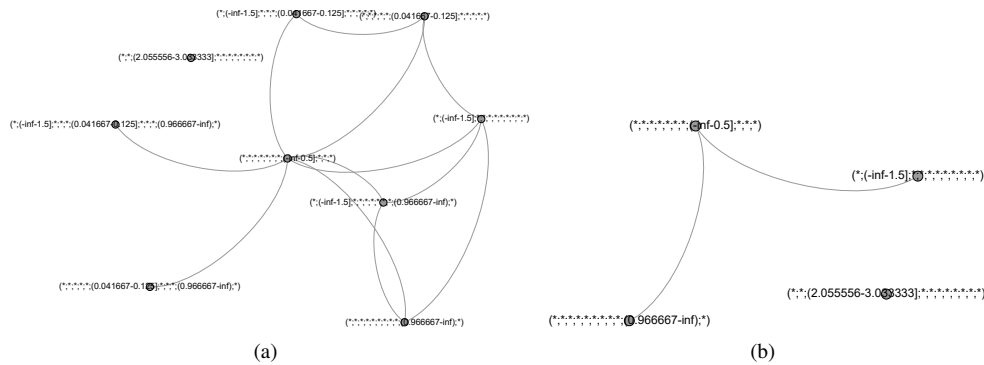 (*;(-inf-1.5];*;*;*;(0.041667-0.125];*;*;*;*;*)
(*;*;*;*;*;(0.041667-0.125];*;*;*;*;*)
(*;*;(2.055556-3.033333];*;*;*;*;*;*;*;*)
(*;(-inf-1.5];*;*;*;(0.041667-0.125];*;*;*;(0.966667-inf);*)
(*;(-inf-1.5];*;*;*;*;*;*;*;*;*)
(*;*;*;*;*;*;*;(-inf-0.5];*;*;*)
(*;(-inf-1.5];*;*;*;*;*;*;*;(0.966667-inf);*)
(*;*;*;*;*;(0.041667-0.125];*;*;*;(0.966667-inf);*)
(*;*;*;*;*;*;*;*;*;(0.966667-inf);*)
(a)
(*;*;*;*;*;*;*;(-inf-0.5];*;*;*)
(*;(-inf-1.5];*;*;*;*;*;*;*;*;*)
(*;*;(2.055556-3.033333];*;*;*;*;*;*;*;*)
(*;*;*;*;*;*;*;*;*;(0.966667-inf);*)
(b)